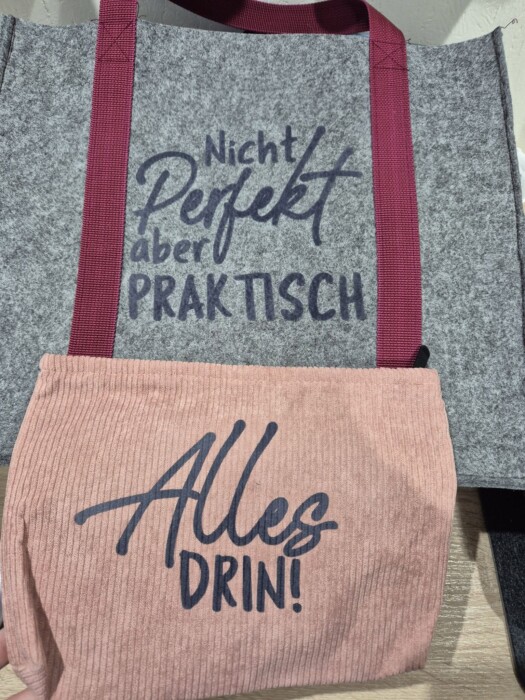 Nicht
Perfekt
aber
PRAKTISCH
Alles
DRIN!